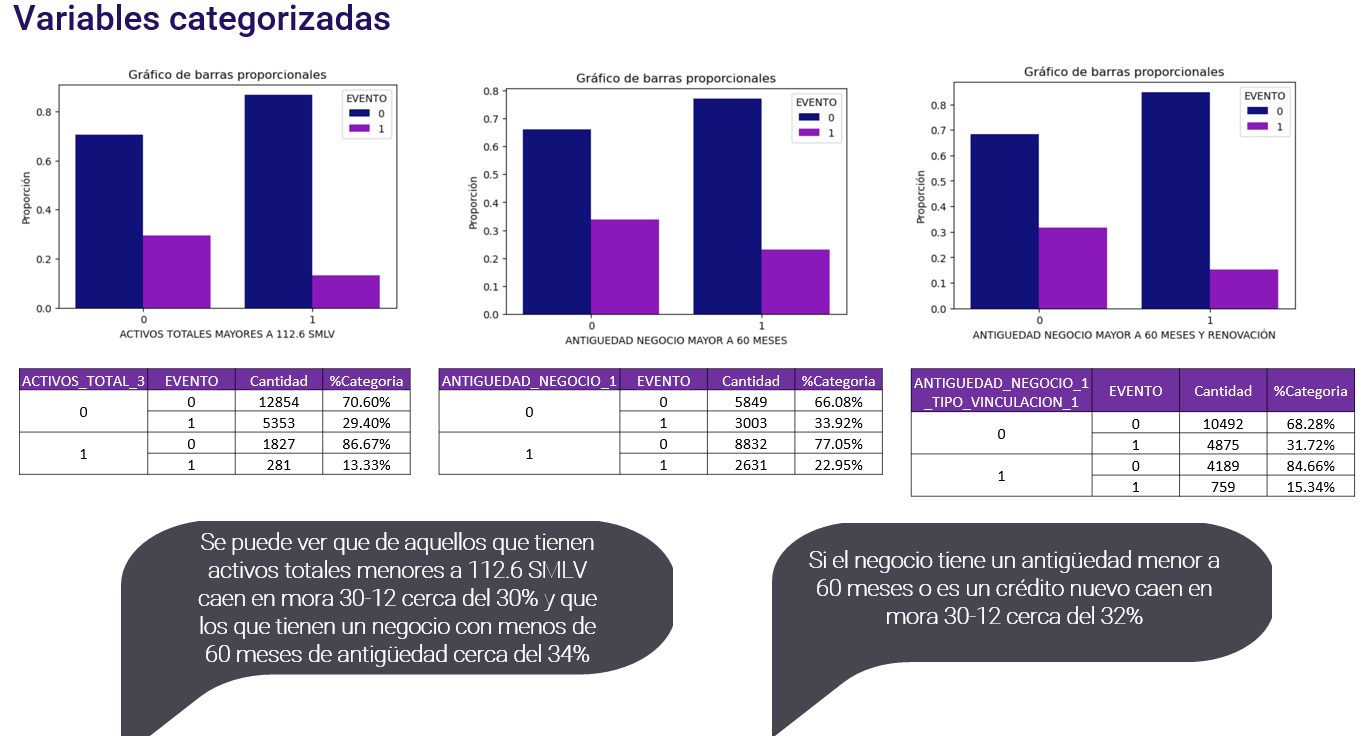 Variables categorizadas
Gráfico de barras proporcionales
EVENTO
0
1
0.8
0.6
0.4
0.2
0.0
Proporción
0
1
ACTIVOS TOTALES MAYORES A 112.6 SMLV
Gráfico de barras proporcionales
EVENTO
0
1
0.8
0.7
0.6
0.5
0.4
0.3
0.2
0.1
0.0
Proporción
0
1
ANTIGUEDAD NEGOCIO MAYOR A 60 MESES
Gráfico de barras proporcionales
EVENTO
0
1
0.8
0.7
0.6
0.5
0.4
0.3
0.2
0.1
0.0
Proporción
0
1
ANTIGUEDAD NEGOCIO MAYOR A 60 MESES Y RENOVACIÓN
ACTIVOS_TOTAL_3 EVENTO Cantidad %Categoria
0 0 12854 70.60%
1 5353 29.40%
1 0 1827 86.67%
1 281 13.33%
ANTIGUEDAD_NEGOCIO_1 EVENTO Cantidad %Categoria
0 0 5849 66.08%
1 3003 33.92%
1 0 8832 77.05%
1 2631 22.95%
ANTIGUEDAD_NEGOCIO_1
_TIPO_VINCULACION_1 EVENTO Cantidad %Categoria
0 0 10492 68.28%
1 4875 31.72%
1 0 4189 84.66%
1 759 15.34%
Se puede ver que de aquellos que tienen
activos totales menores a 112.6 SMLV
caen en mora 30-12 cerca del 30% y que
los que tienen un negocio con menos de
60 meses de antigüedad cerca del 34%
Si el negocio tiene un antigüedad menor a
60 meses o es un crédito nuevo caen en
mora 30-12 cerca del 32%